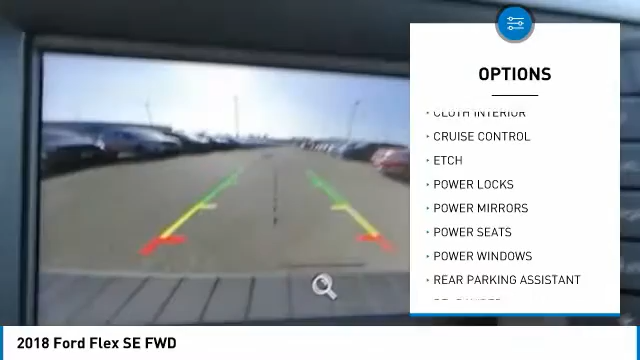 OPTIONS
CLOTH INTERIOR
CRUISE CONTROL
ETCH
POWER LOCKS
POWER MIRRORS
POWER SEATS
POWER WINDOWS
REAR PARKING ASSISTANT
2018 Ford Flex SE FWD